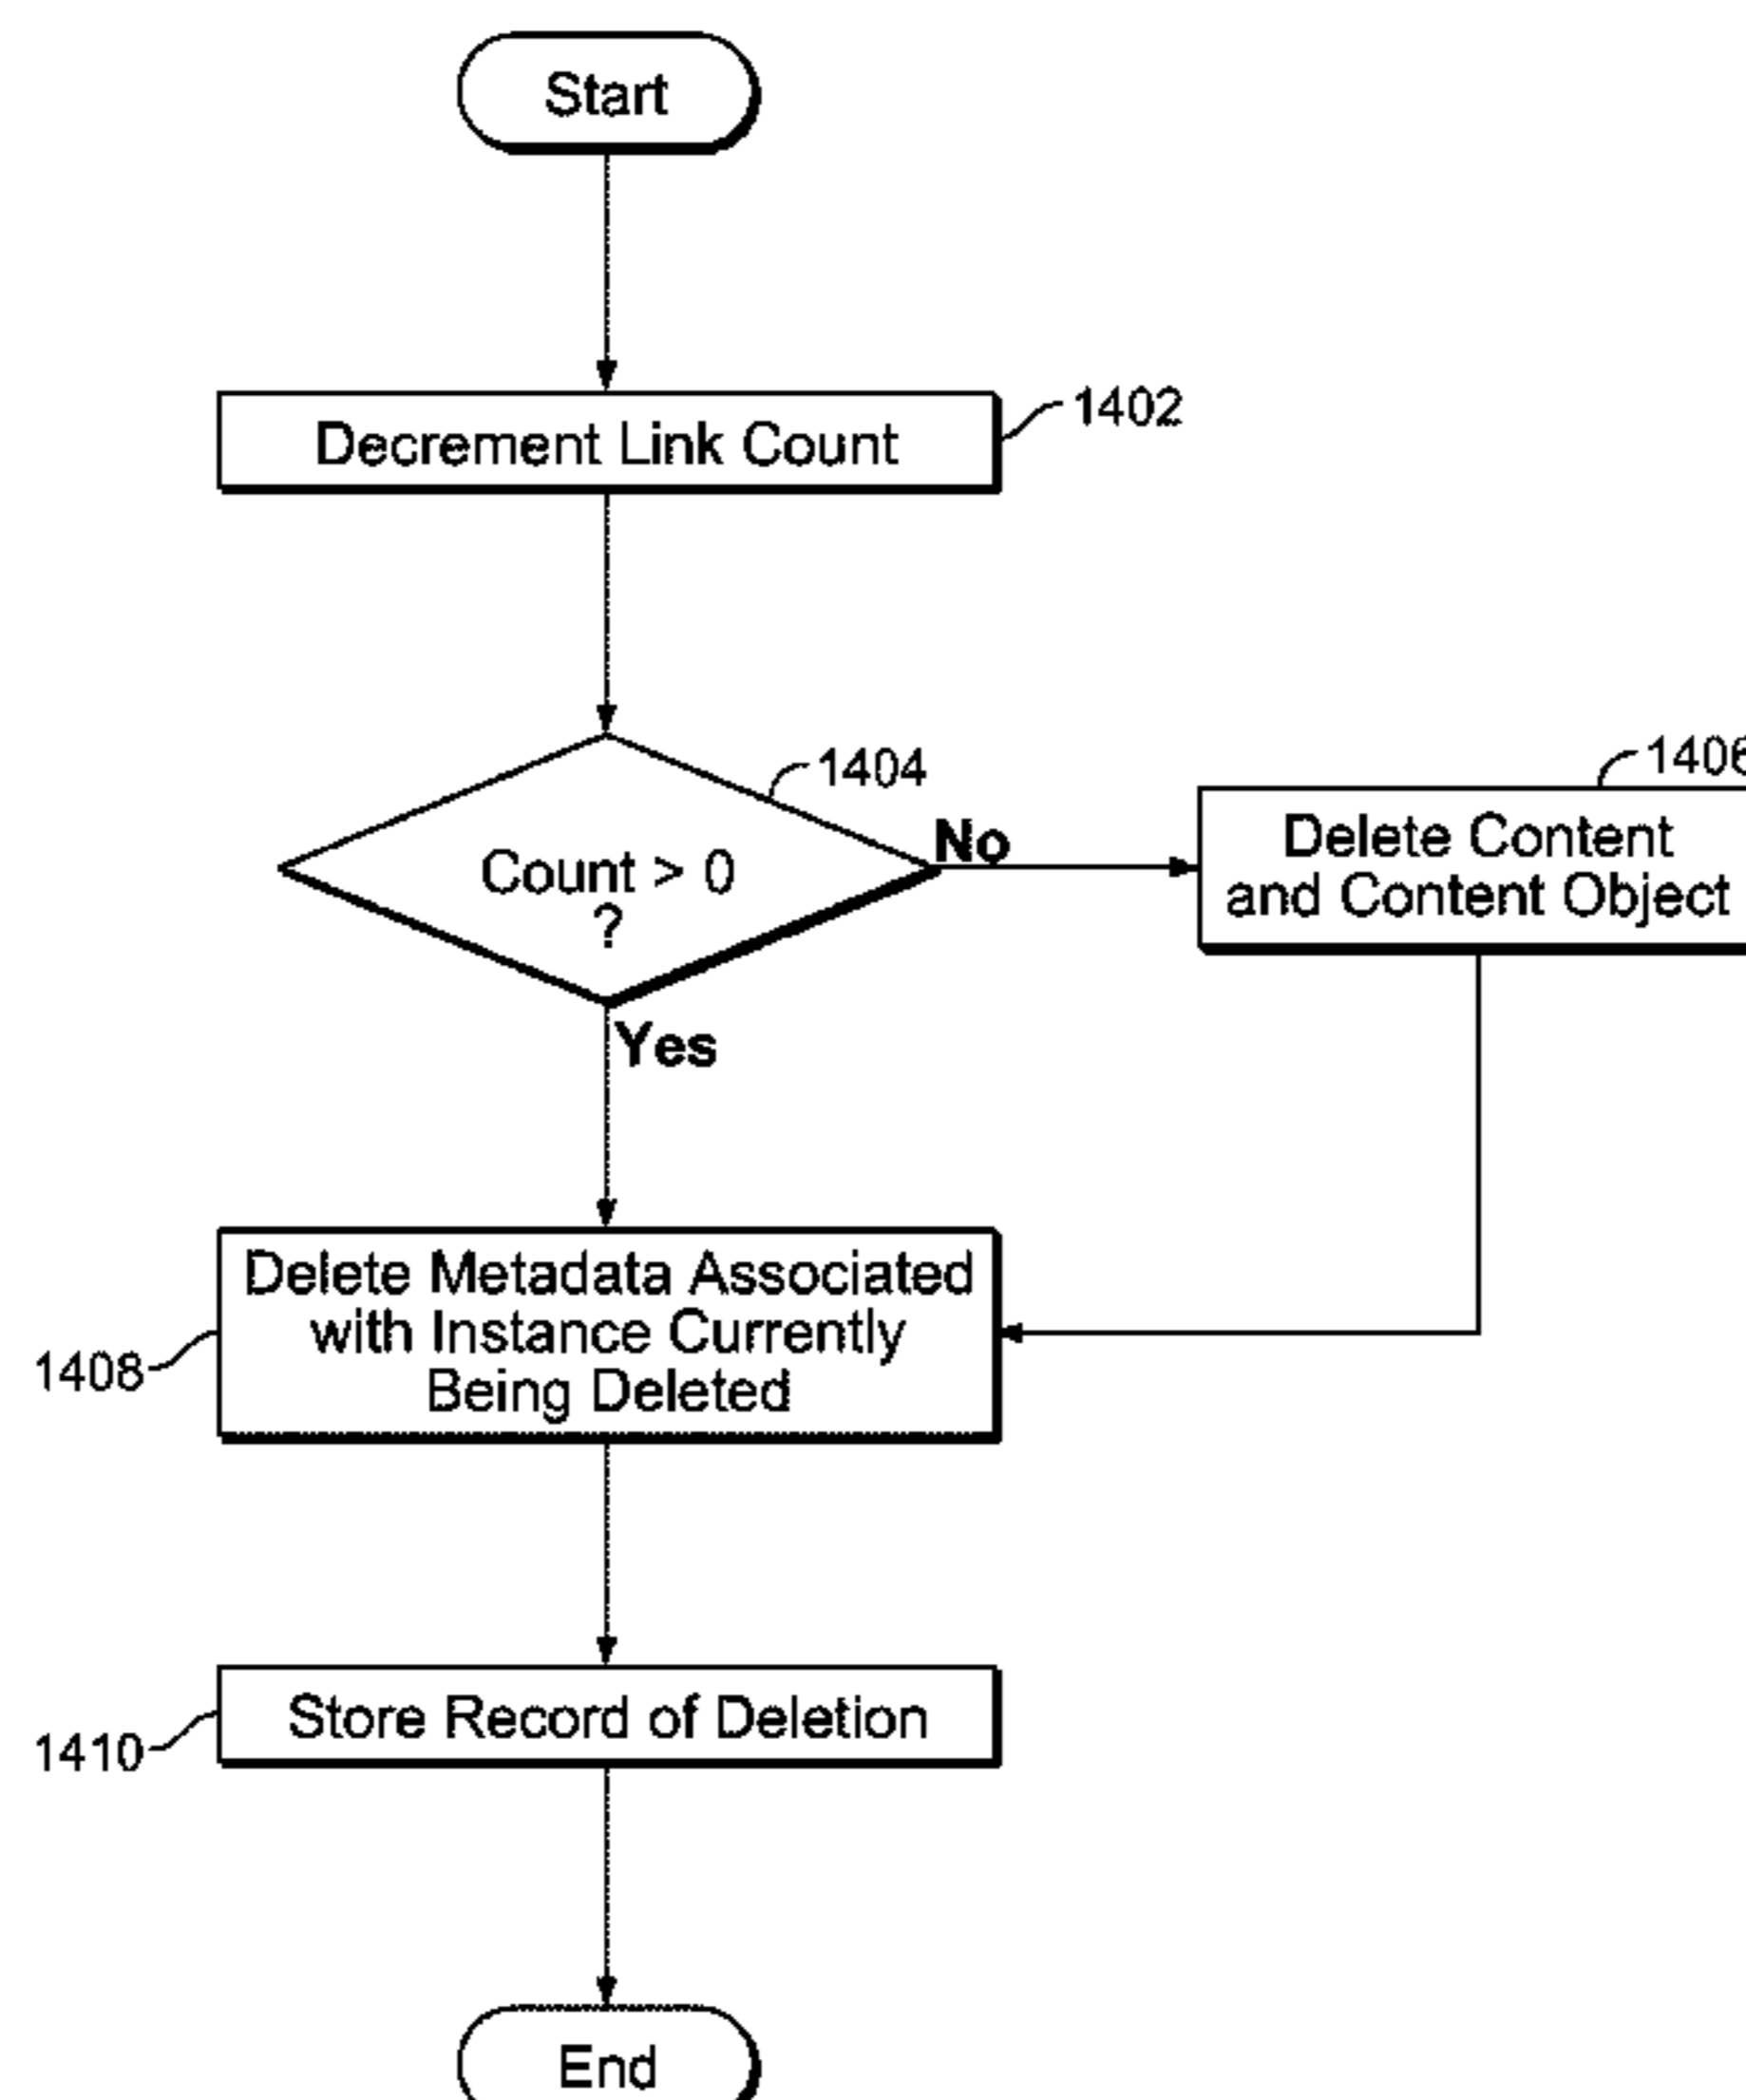 Start
Decrement Link Count
1402
1404
Count > 0
?
No
1406
Delete Content
and Content Object
Yes
Delete Metadata Associated
with Instance Currently
Being Deleted
1408
Store Record of Deletion
1410
End